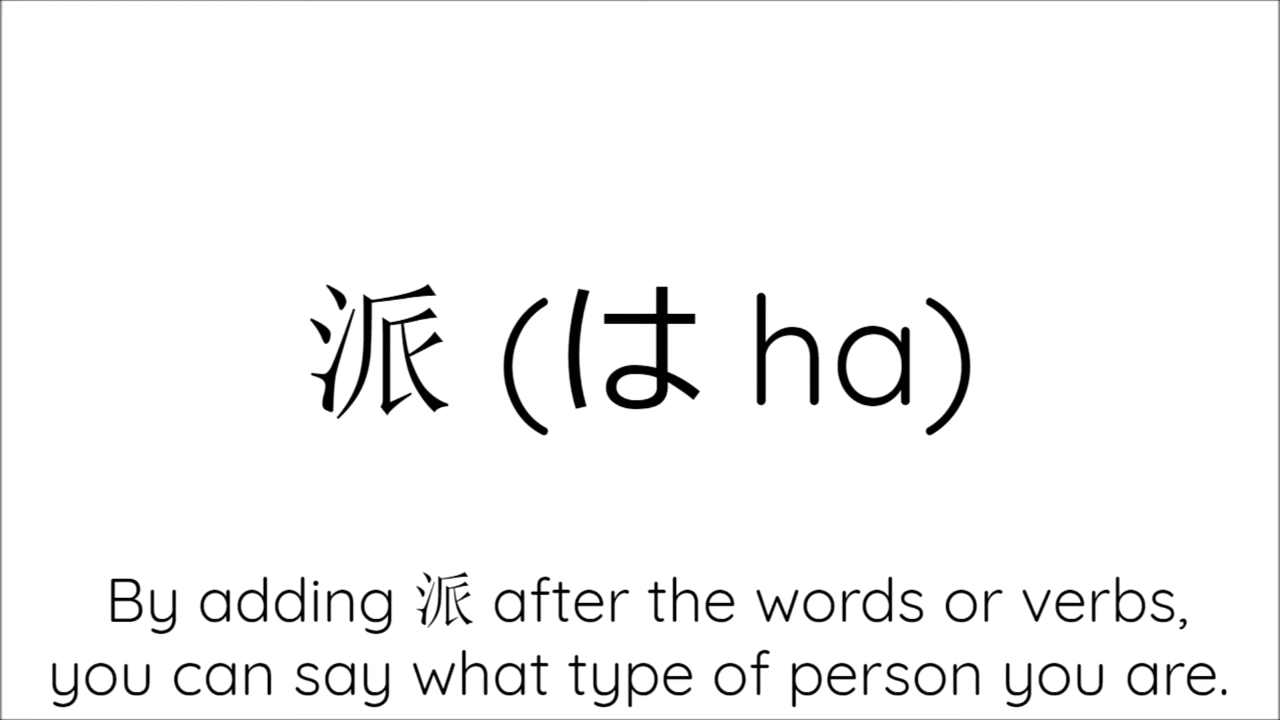 派 (は ha)
By adding 派 after the words or verbs,
you can say what type of person you are.